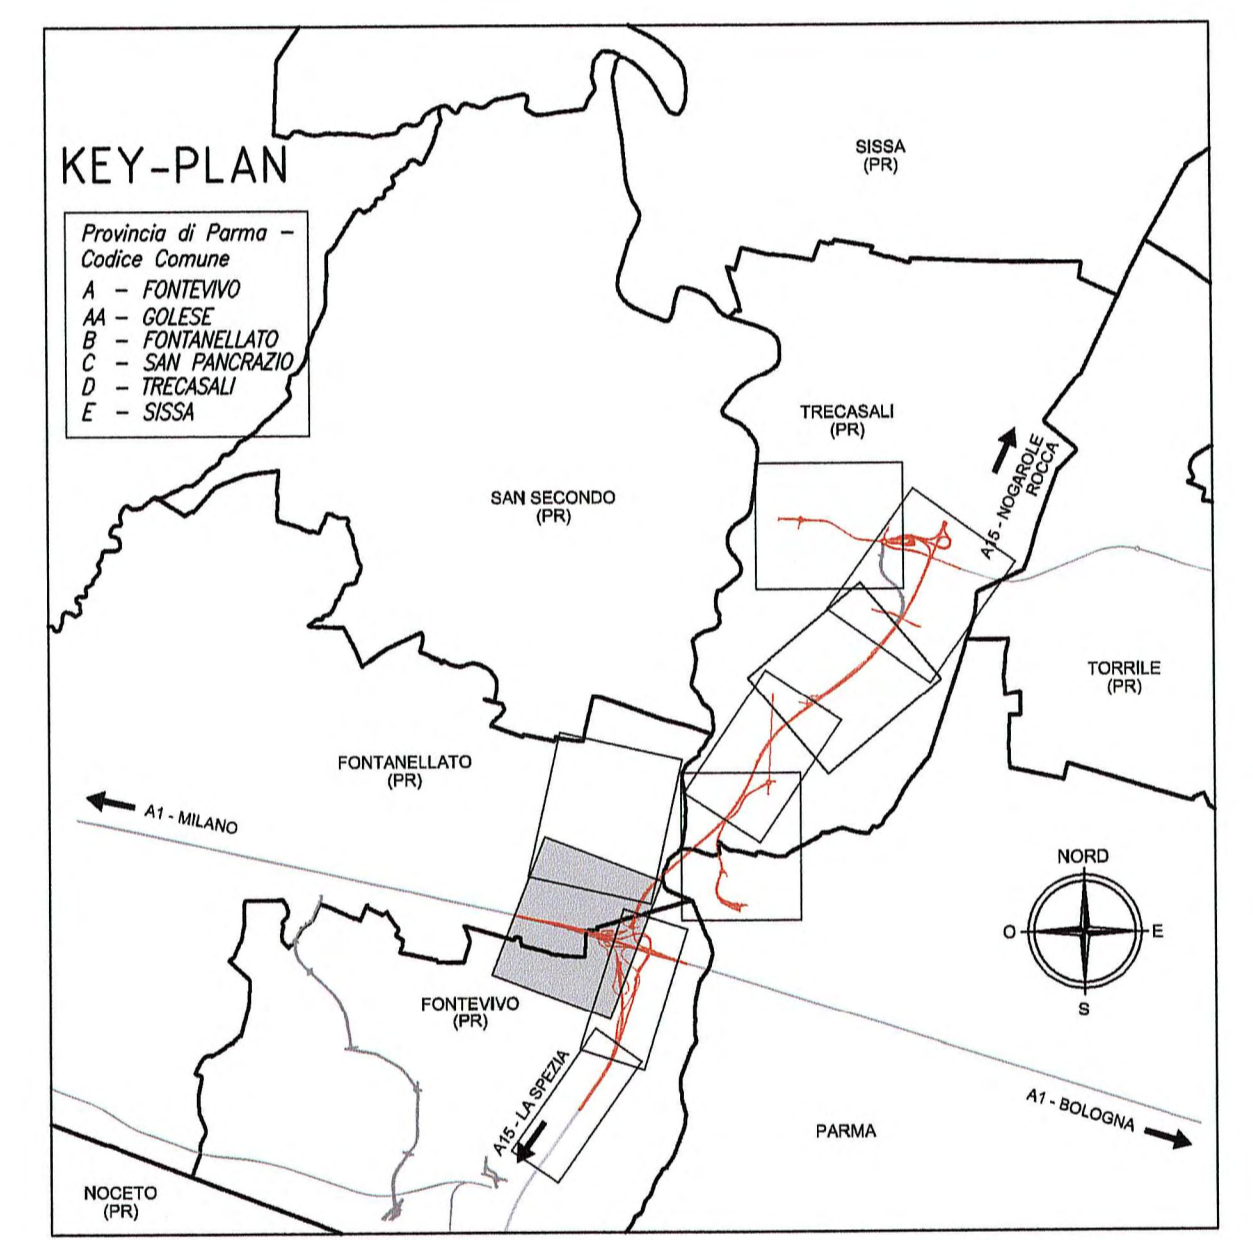 KEY-PLAN
Provincia di Parma –
Codice Comune
A – FONTEVIVO
AA – GOLESE
B – FONTANELLATO
C – SAN PANCRAZIO
D – TRECASALI
E – SISSA
SISSA
(PR)
TRECASALI
(PR)
A15 - NOGAROLE
ROCCA
SAN SECONDO
(PR)
TORRILE
(PR)
FONTANELLATO
(PR)
A1 - MILANO
NORD
O
E
S
FONTEVIVO
(PR)
A15 - LA SPEZIA
A1 - BOLOGNA
PARMA
NOCETO
(PR)